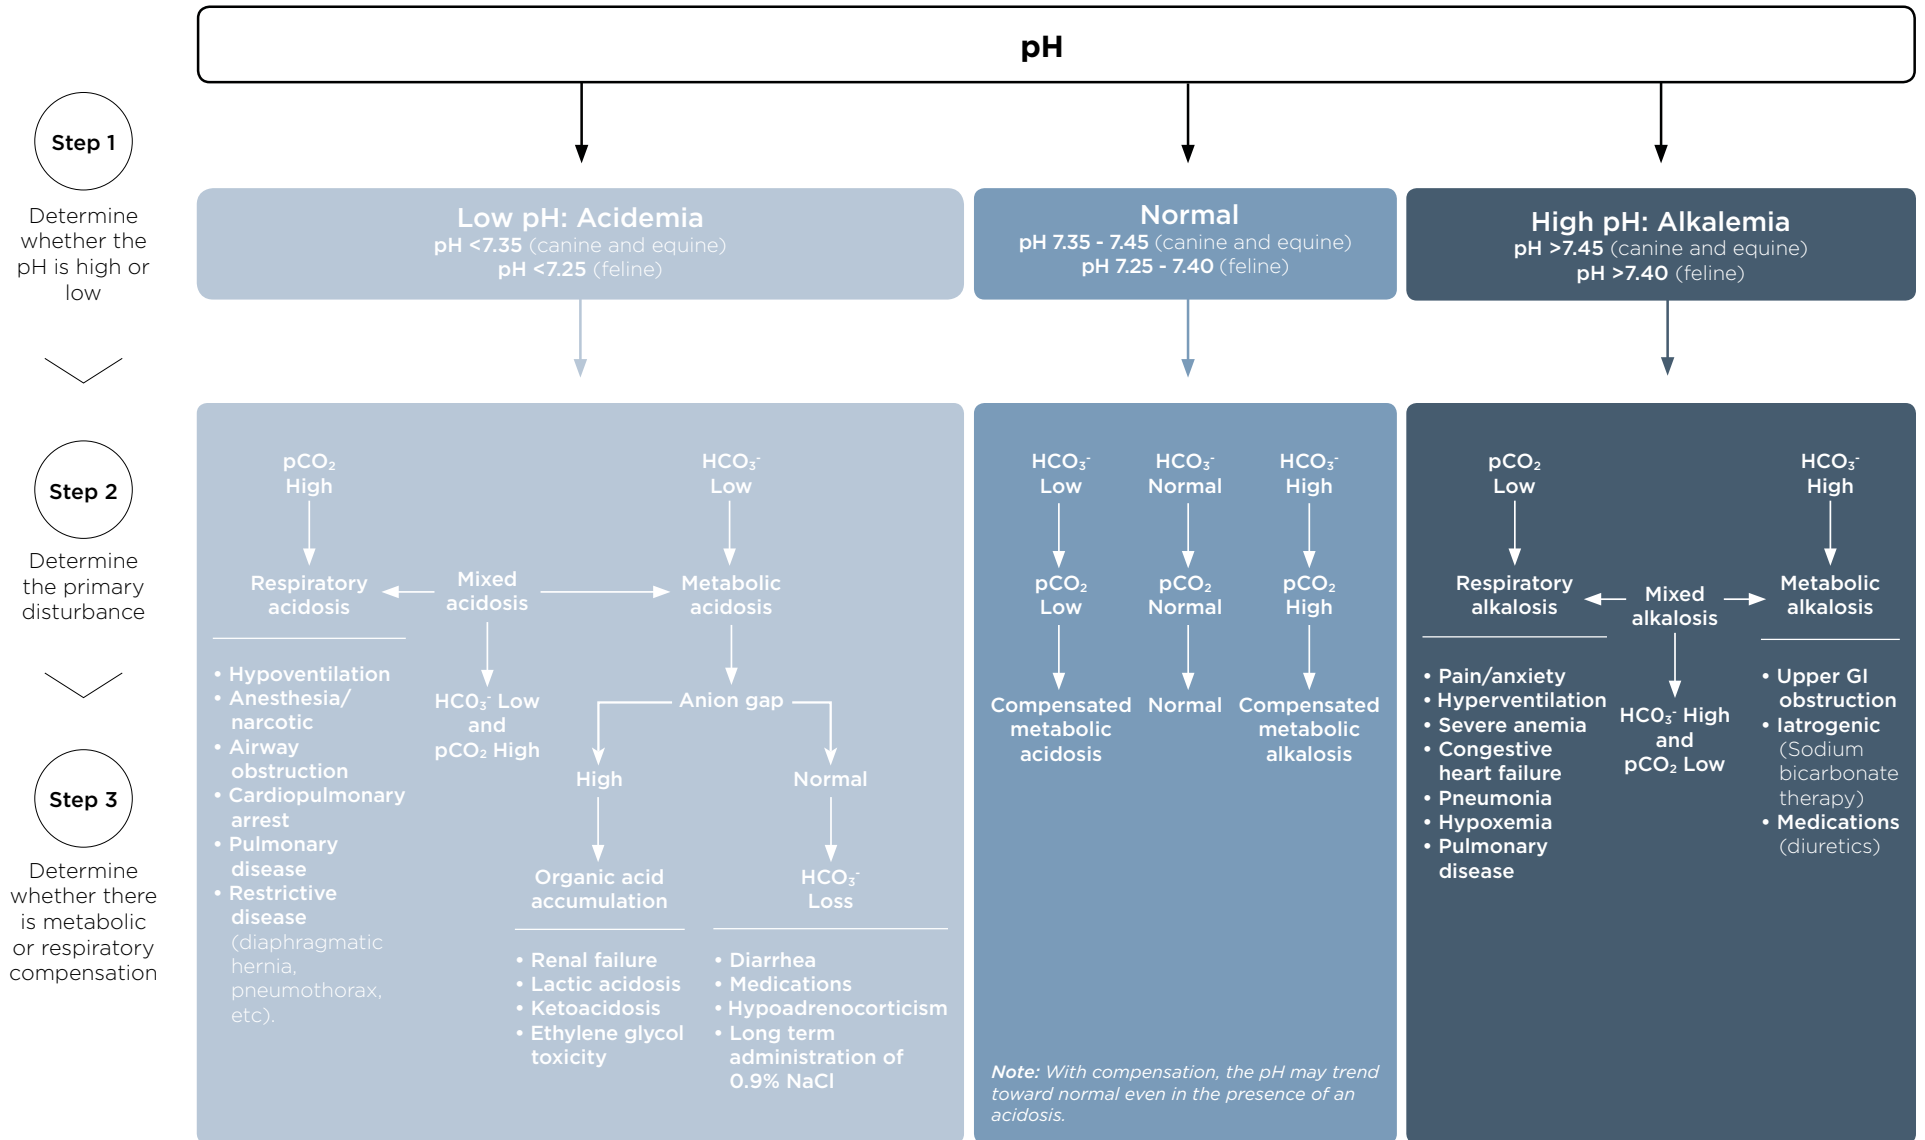 pH
Step 1
Determine
whether the
pH is high or
low
Low pH: Acidemia
pH <7.35 (canine and equine)
pH <7.25 (feline)
Normal
pH 7.35 - 7.45 (canine and equine)
pH 7.25 - 7.40 (feline)
High pH: Alkalemia
pH >7.45 (canine and equine)
pH >7.40 (feline)
Step 2
Determine
the primary
disturbance
Step 3
Determine
whether there
is metabolic
or respiratory
compensation
pCO₂
High
Respiratory
acidosis
• Hypoventilation
• Anesthesia/
narcotic
• Airway
obstruction
• Cardiopulmonary
arrest
• Pulmonary
disease
• Restrictive
disease
(diaphragmatic
hernia,
pneumothorax,
etc).
Mixed
acidosis
HC0₃⁻ Low
and
pCO₂ High
HCO₃⁻
Low
Metabolic
acidosis
Anion gap
High
Organic acid
accumulation
• Renal failure
• Lactic acidosis
• Ketoacidosis
• Ethylene glycol
toxicity
Normal
HCO₃⁻
Loss
• Diarrhea
• Medications
• Hypoadrenocorticism
• Long term
administration of
0.9% NaCl
HCO₃⁻
Low
pCO₂
Low
Compensated
metabolic
acidosis
HCO₃⁻
Normal
pCO₂
Normal
Normal
HCO₃⁻
High
pCO₂
High
Compensated
metabolic
alkalosis
Note: With compensation, the pH may trend
toward normal even in the presence of an
acidosis.
pCO₂
Low
Respiratory
alkalosis
• Pain/anxiety
• Hyperventilation
• Severe anemia
• Congestive
heart failure
• Pneumonia
• Hypoxemia
• Pulmonary
disease
Mixed
alkalosis
HC0₃⁻ High
and
pCO₂ Low
HCO₃⁻
High
Metabolic
alkalosis
• Upper GI
obstruction
• Iatrogenic
(Sodium
bicarbonate
therapy)
• Medications
(diuretics)